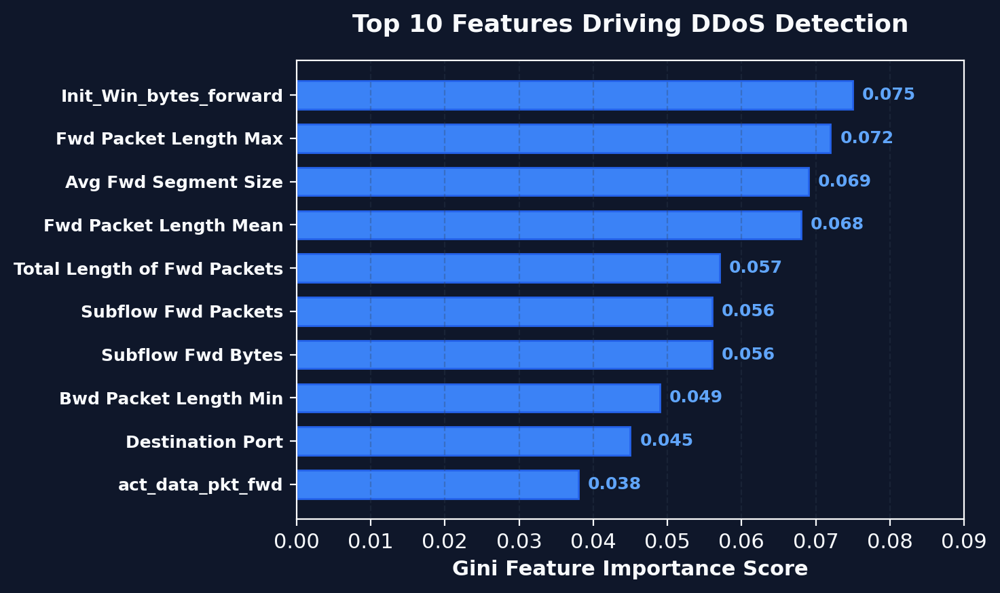 Top 10 Features Driving DDoS Detection
Init_Win_bytes_forward 0.075
Fwd Packet Length Max 0.072
Avg Fwd Segment Size 0.069
Fwd Packet Length Mean 0.068
Total Length of Fwd Packets 0.057
Subflow Fwd Packets 0.056
Subflow Fwd Bytes 0.056
Bwd Packet Length Min 0.049
Destination Port 0.045
act_data_pkt_fwd 0.038
0.00 0.01 0.02 0.03 0.04 0.05 0.06 0.07 0.08 0.09
Gini Feature Importance Score